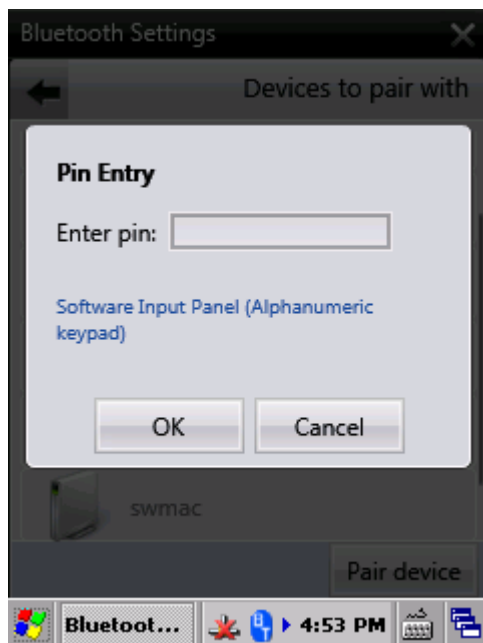 Bluetooth Settings
Devices to pair with
Pin Entry
Enter pin:
Software Input Panel (Alphanumeric
keypad)
OK Cancel
swmac
Pair device
Bluetoot... 4:53 PM